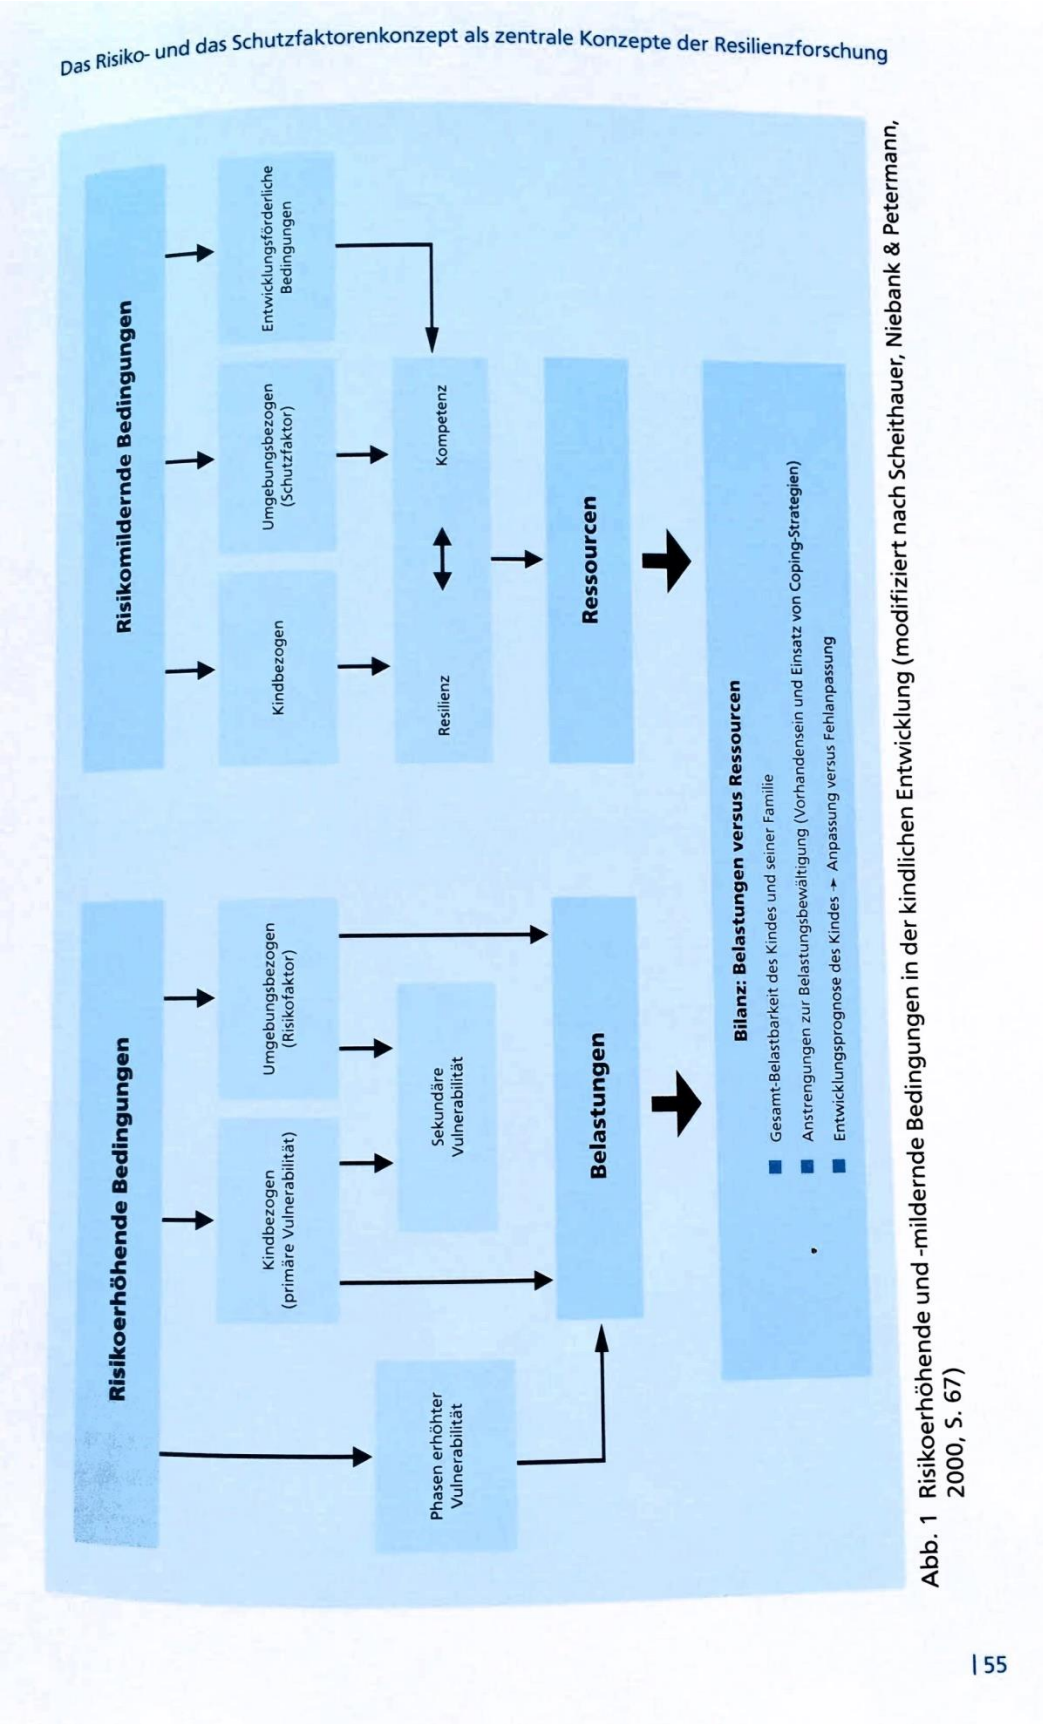 Das Risiko- und das Schutzfaktorenkonzept als zentrale Konzepte der Resilienzforschung
Risikoerhöhende Bedingungen
Risikomildernde Bedingungen
Kindbezogen
(primäre Vulnerabilität)
Umgebungsbezogen
(Risikofaktor)
Kindbezogen
Umgebungsbezogen
(Schutzfaktor)
Entwicklungsförderliche
Bedingungen
Phasen erhöhter
Vulnerabilität
Sekundäre
Vulnerabilität
Resilienz
Kompetenz
Belastungen
Ressourcen
Bilanz: Belastungen versus Ressourcen
Gesamt-Belastbarkeit des Kindes und seiner Familie
Anstrengungen zur Belastungsbewältigung (Vorhandensein und Einsatz von Coping-Strategien)
Entwicklungsprognose des Kindes → Anpassung versus Fehlanpassung
Abb. 1 Risikoerhöhende und -mildernde Bedingungen in der kindlichen Entwicklung (modifiziert nach Scheithauer, Niebank & Petermann,
2000, S. 67)
| 55